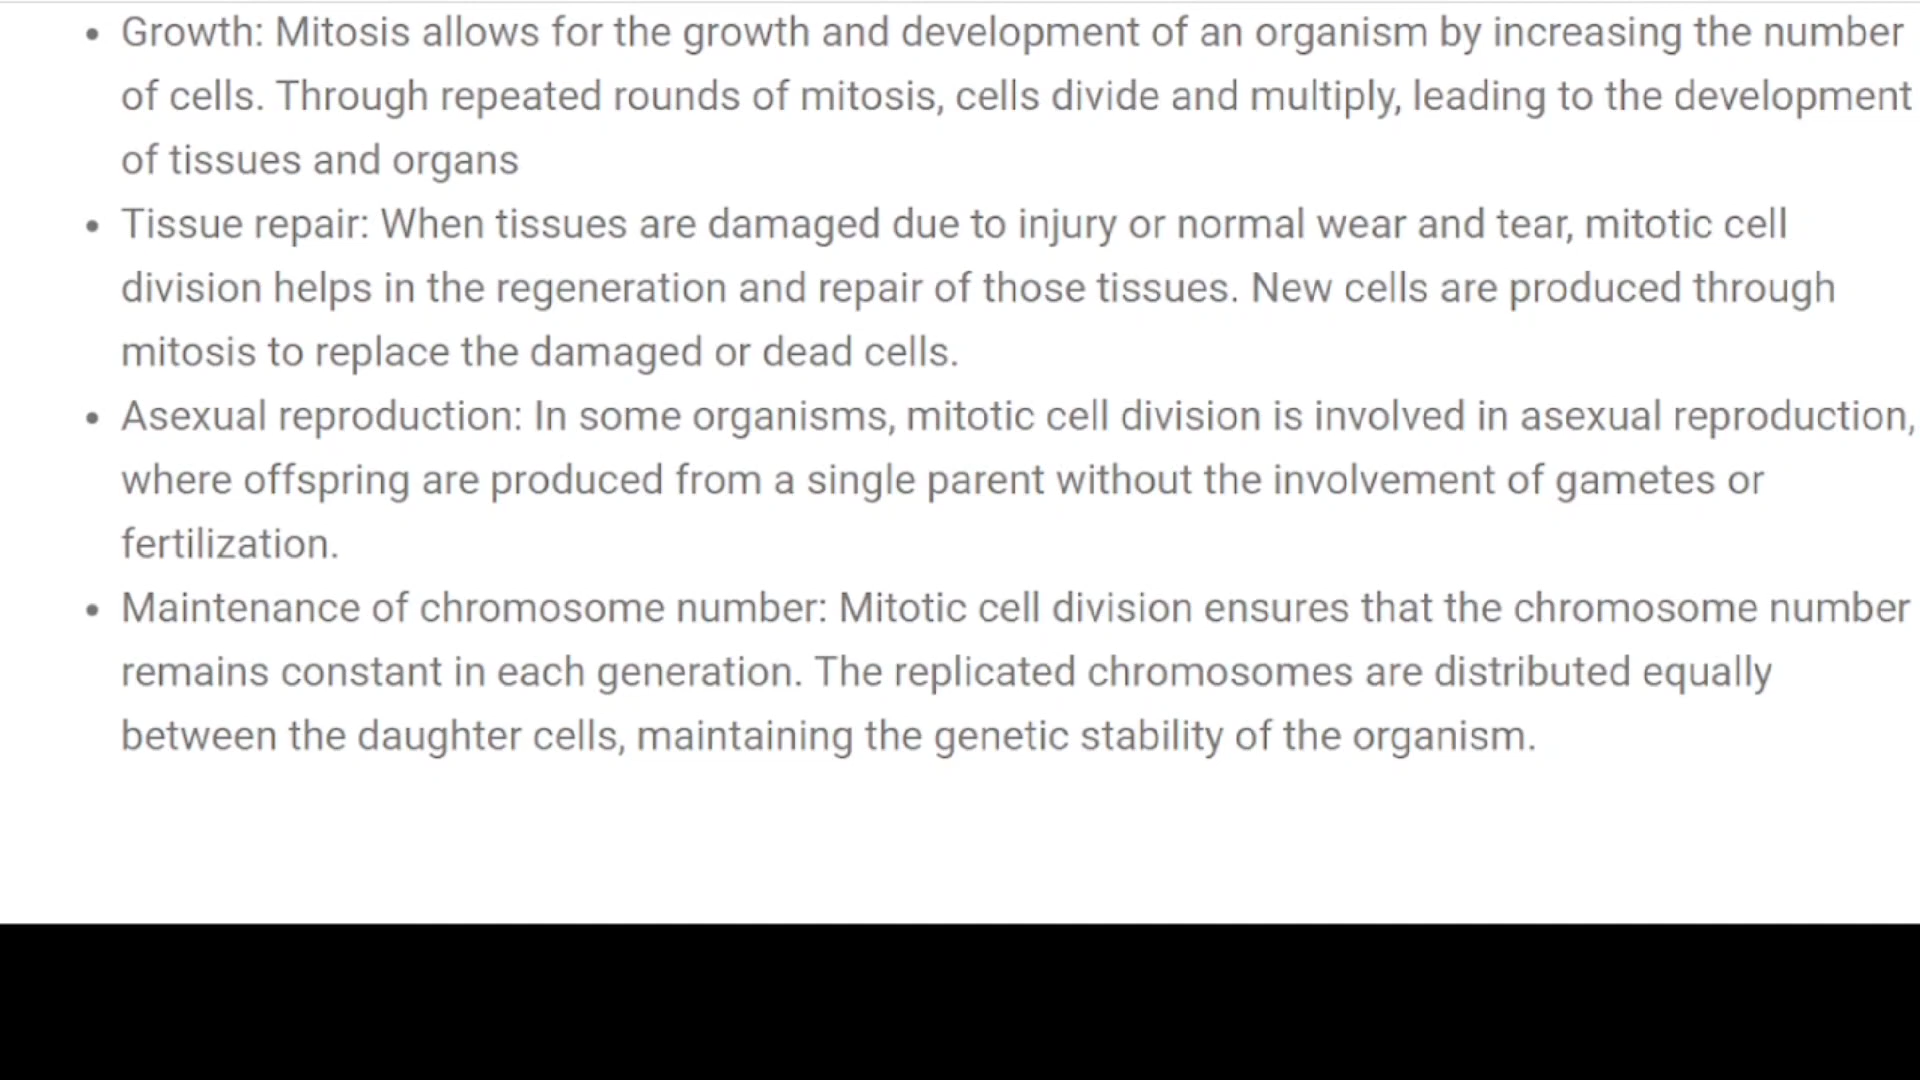 • Growth: Mitosis allows for the growth and development of an organism by increasing the number
of cells. Through repeated rounds of mitosis, cells divide and multiply, leading to the development
of tissues and organs
• Tissue repair: When tissues are damaged due to injury or normal wear and tear, mitotic cell
division helps in the regeneration and repair of those tissues. New cells are produced through
mitosis to replace the damaged or dead cells.
• Asexual reproduction: In some organisms, mitotic cell division is involved in asexual reproduction,
where offspring are produced from a single parent without the involvement of gametes or
fertilization.
• Maintenance of chromosome number: Mitotic cell division ensures that the chromosome number
remains constant in each generation. The replicated chromosomes are distributed equally
between the daughter cells, maintaining the genetic stability of the organism.